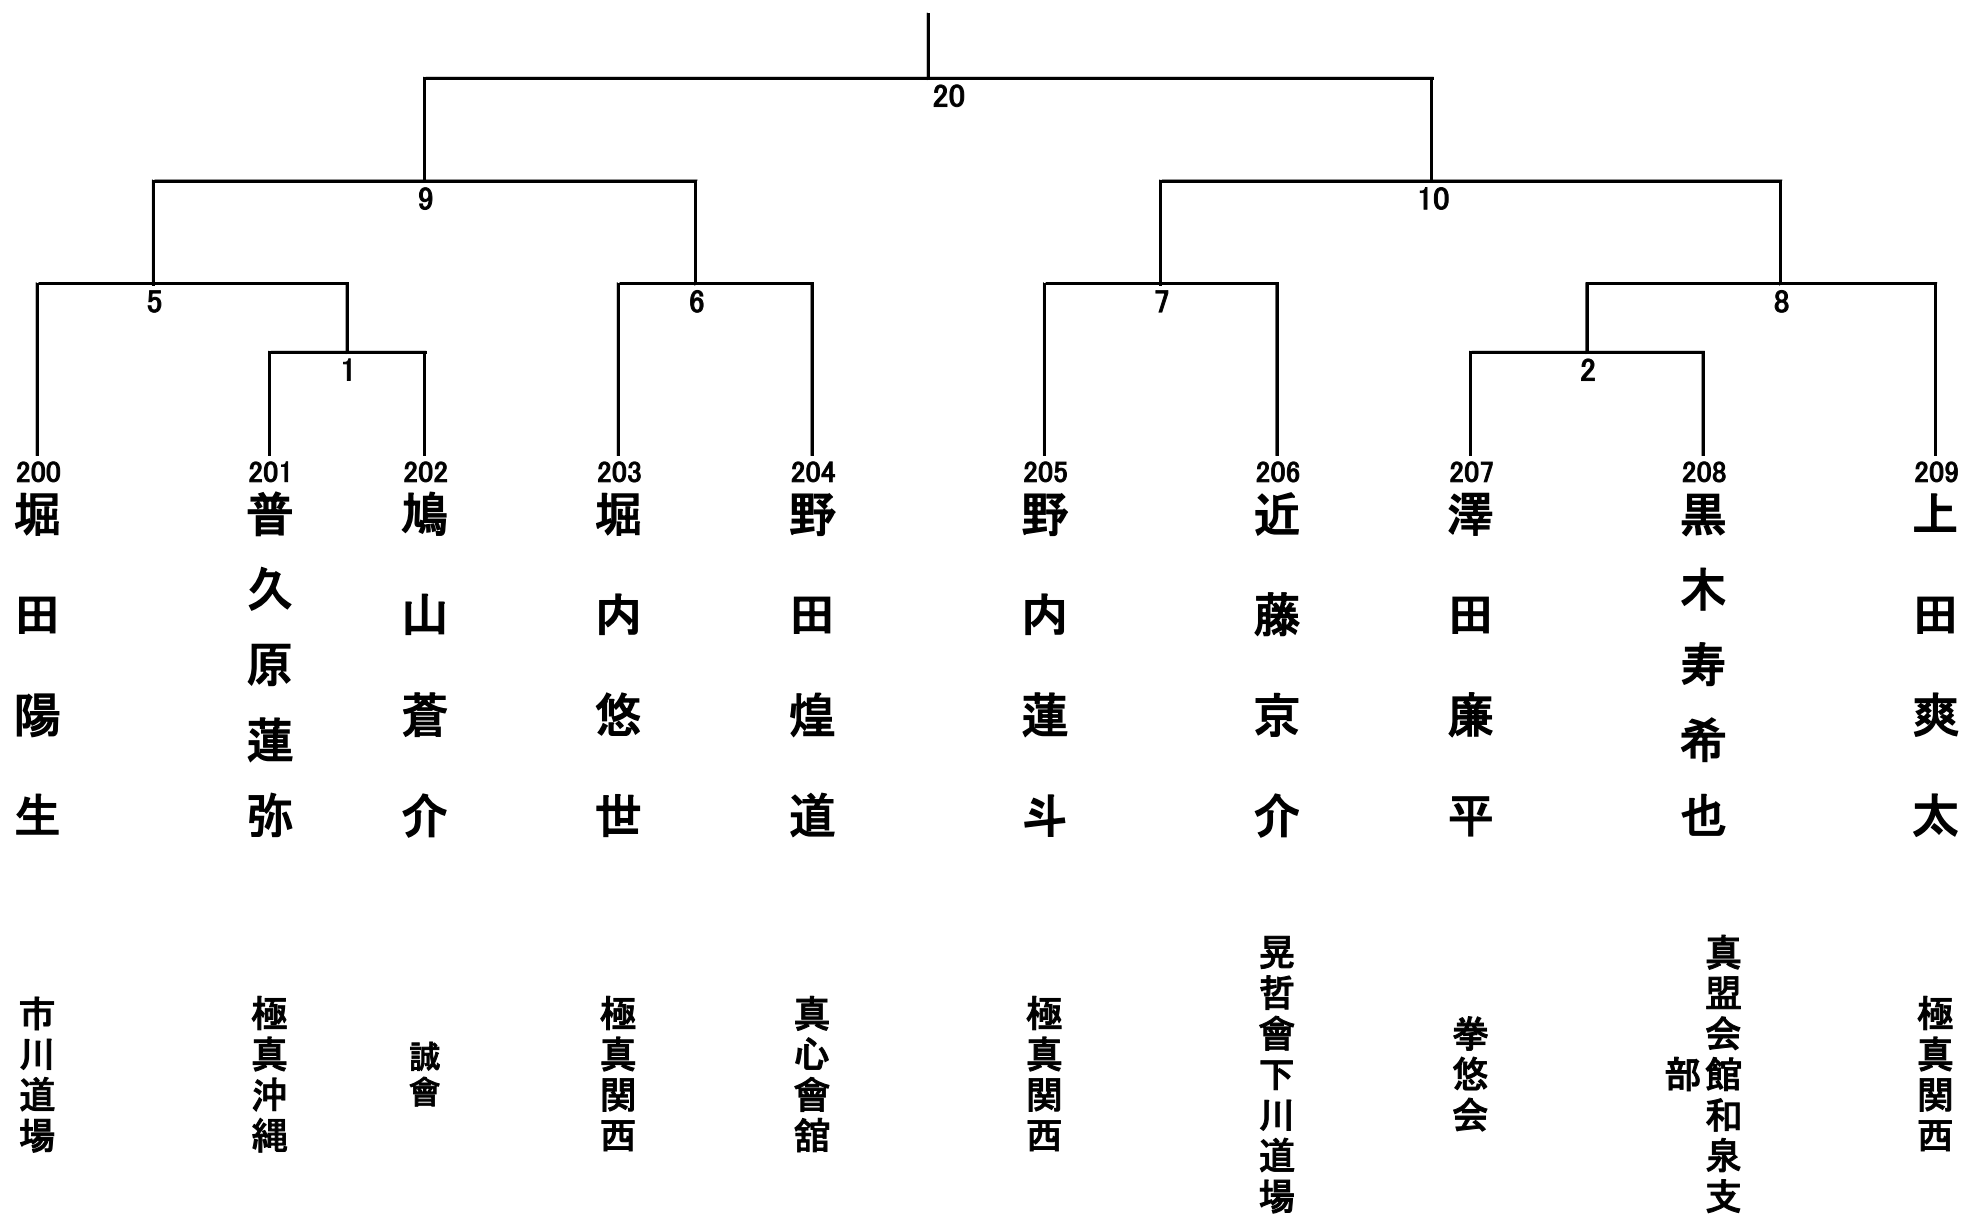 20
9
10
5
6
7
8
1
2
200
201
202
203
204
205
206
207
208
209
堀田陽生
普久原蓮弥
鳩山蒼介
堀内悠世
野田煌道
野内蓮斗
近藤京介
澤田廉平
黒木寿希也
上田爽太
市川道場
極真沖縄
誠會
極真関西
真心會舘
極真関西
晃哲會下川道場
拳悠会
真盟会館和泉支
部
極真関西